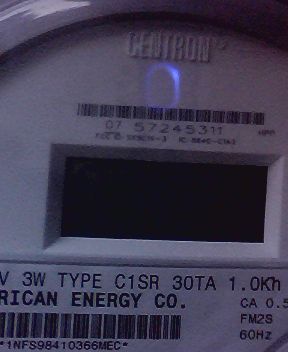 CENTRON
07 57245311
V 3W TYPE C1SR 30TA 1.0Kh
RICAN ENERGY CO.
CA 0.5
FM2S
60Hz
*1NFS98410366MEC*